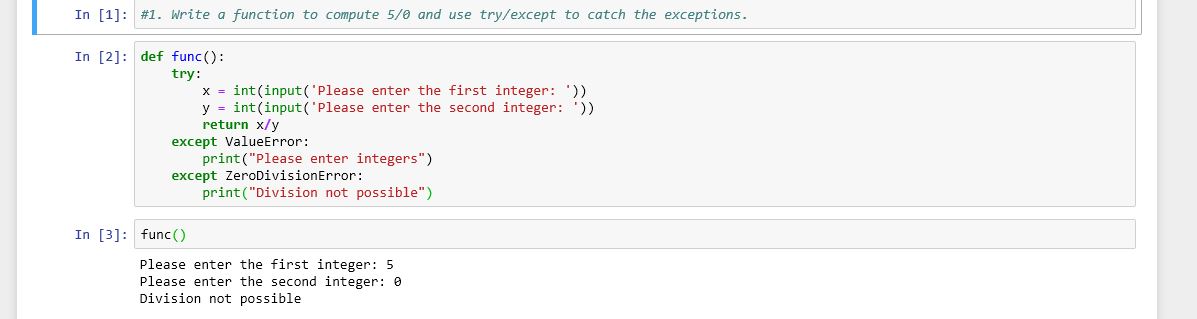 In [1]: #1. Write a function to compute 5/0 and use try/except to catch the exceptions.
In [2]: def func():
    try:
        x = int(input('Please enter the first integer: '))
        y = int(input('Please enter the second integer: '))
        return x/y
    except ValueError:
        print("Please enter integers")
    except ZeroDivisionError:
        print("Division not possible")
In [3]: func()
Please enter the first integer: 5
Please enter the second integer: 0
Division not possible